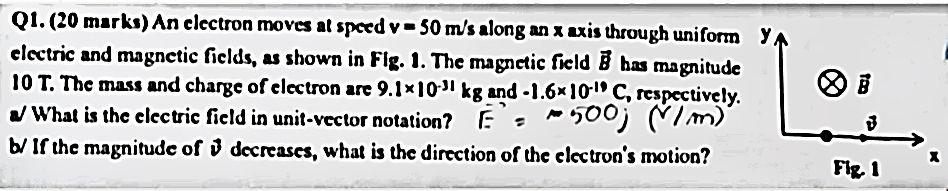 Q1. (20 marks) An electron moves at speed v = 50 m/s along an x axis through uniform
electric and magnetic fields, as shown in Fig. 1. The magnetic field B⃗ has magnitude
10 T. The mass and charge of electron are 9.1×10⁻³¹ kg and -1.6×10⁻¹⁹ C, respectively.
a/ What is the electric field in unit-vector notation? E⃗ = -500j (V/m)
b/ If the magnitude of v⃗ decreases, what is the direction of the electron's motion?
y
B⃗
v⃗
x
Fig. 1